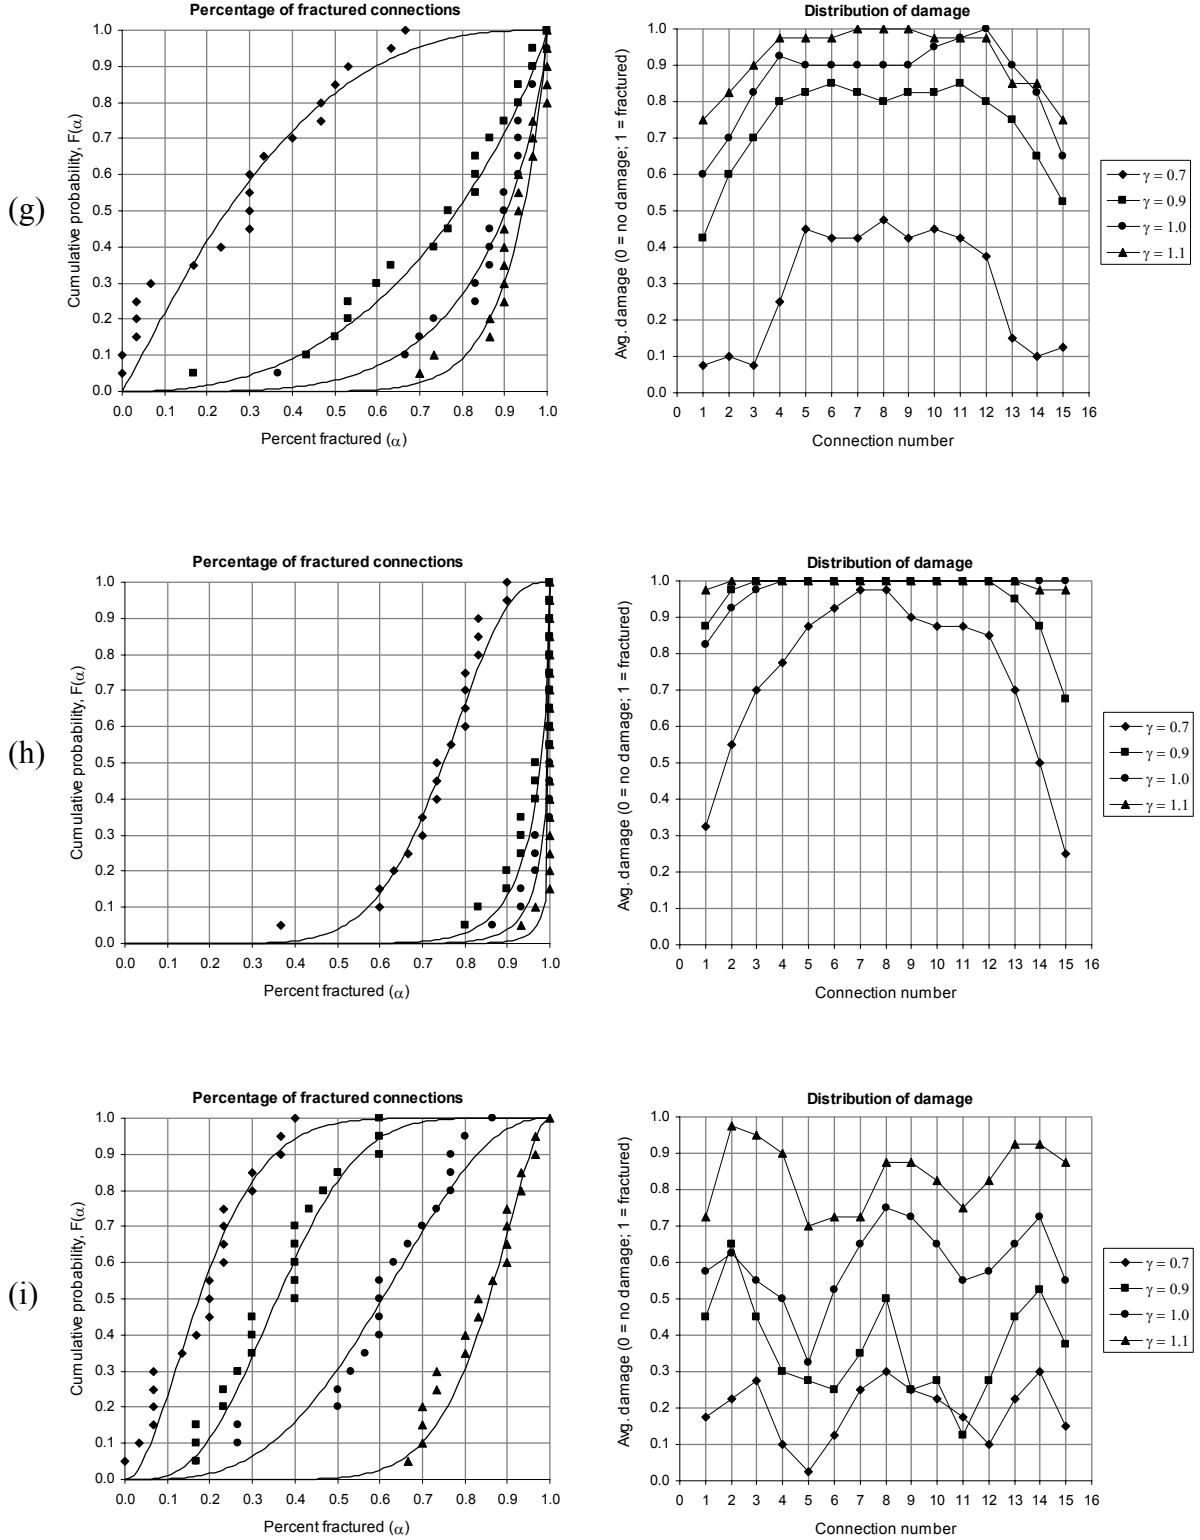 (g)
Percentage of fractured connections
Cumulative probability, F(α)
1.0
0.9
0.8
0.7
0.6
0.5
0.4
0.3
0.2
0.1
0.0
0.0 0.1 0.2 0.3 0.4 0.5 0.6 0.7 0.8 0.9 1.0
Percent fractured (α)
Distribution of damage
Avg. damage (0 = no damage; 1 = fractured)
1.0
0.9
0.8
0.7
0.6
0.5
0.4
0.3
0.2
0.1
0.0
0 1 2 3 4 5 6 7 8 9 10 11 12 13 14 15 16
Connection number
γ = 0.7
γ = 0.9
γ = 1.0
γ = 1.1
(h)
Percentage of fractured connections
Cumulative probability, F(α)
1.0
0.9
0.8
0.7
0.6
0.5
0.4
0.3
0.2
0.1
0.0
0.0 0.1 0.2 0.3 0.4 0.5 0.6 0.7 0.8 0.9 1.0
Percent fractured (α)
Distribution of damage
Avg. damage (0 = no damage; 1 = fractured)
1.0
0.9
0.8
0.7
0.6
0.5
0.4
0.3
0.2
0.1
0.0
0 1 2 3 4 5 6 7 8 9 10 11 12 13 14 15 16
Connection number
γ = 0.7
γ = 0.9
γ = 1.0
γ = 1.1
(i)
Percentage of fractured connections
Cumulative probability, F(α)
1.0
0.9
0.8
0.7
0.6
0.5
0.4
0.3
0.2
0.1
0.0
0.0 0.1 0.2 0.3 0.4 0.5 0.6 0.7 0.8 0.9 1.0
Percent fractured (α)
Distribution of damage
Avg. damage (0 = no damage; 1 = fractured)
1.0
0.9
0.8
0.7
0.6
0.5
0.4
0.3
0.2
0.1
0.0
0 1 2 3 4 5 6 7 8 9 10 11 12 13 14 15 16
Connection number
γ = 0.7
γ = 0.9
γ = 1.0
γ = 1.1